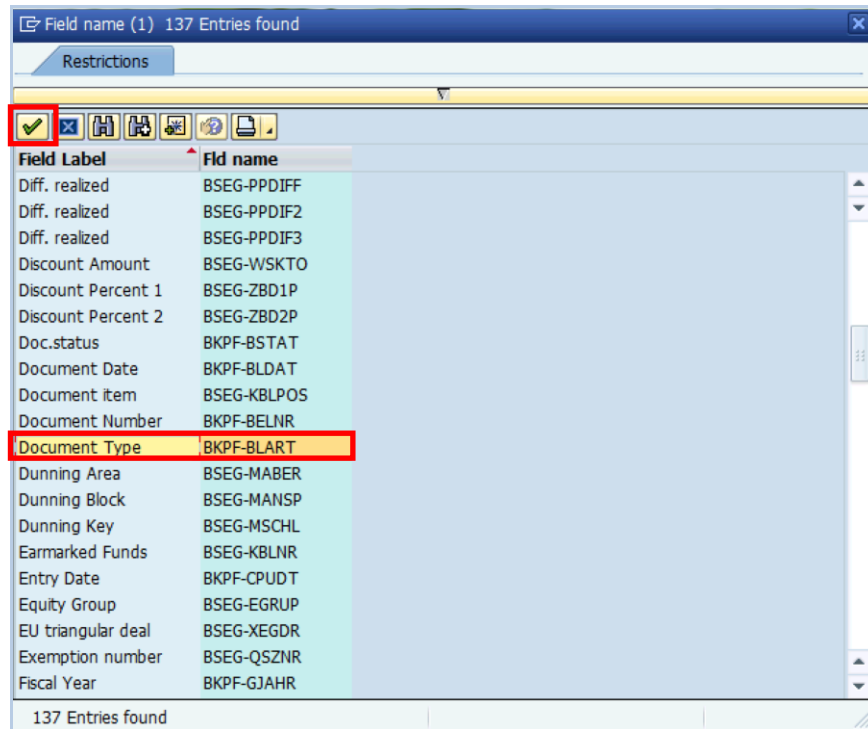 Field name (1) 137 Entries found
Restrictions
Field Label Fld name
Diff. realized BSEG-PPDIFF
Diff. realized BSEG-PPDIF2
Diff. realized BSEG-PPDIF3
Discount Amount BSEG-WSKTO
Discount Percent 1 BSEG-ZBD1P
Discount Percent 2 BSEG-ZBD2P
Doc.status BKPF-BSTAT
Document Date BKPF-BLDAT
Document item BSEG-KBLPOS
Document Number BKPF-BELNR
Document Type BKPF-BLART
Dunning Area BSEG-MABER
Dunning Block BSEG-MANSP
Dunning Key BSEG-MSCHL
Earmarked Funds BSEG-KBLNR
Entry Date BKPF-CPUDT
Equity Group BSEG-EGRUP
EU triangular deal BSEG-XEGDR
Exemption number BSEG-QSZNR
Fiscal Year BKPF-GJAHR
137 Entries found